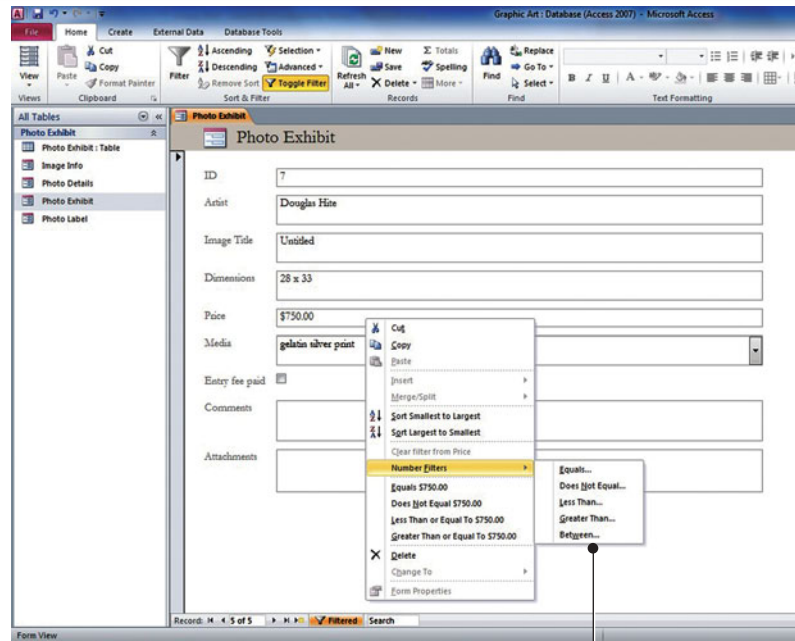 Graphic Art : Database (Access 2007) - Microsoft Access
File Home Create External Data Database Tools
View
Views
Paste
Cut
Copy
Format Painter
Clipboard
Filter
Ascending
Descending
Remove Sort
Selection
Advanced
Toggle Filter
Sort & Filter
Refresh All
New
Save
Delete
Totals
Spelling
More
Records
Find
Replace
Go To
Select
Find
B I U A
Text Formatting
All Tables
Photo Exhibit
Photo Exhibit : Table
Image Info
Photo Details
Photo Exhibit
Photo Label
Photo Exhibit
Photo Exhibit
ID 7
Artist Douglas Hite
Image Title Untitled
Dimensions 28 x 33
Price $750.00
Media gelatin silver print
Entry fee paid
Comments
Attachments
Cut
Copy
Paste
Insert
Merge/Split
Sort Smallest to Largest
Sort Largest to Smallest
Clear filter from Price
Number Filters
Equals $750.00
Does Not Equal $750.00
Less Than or Equal To $750.00
Greater Than or Equal To $750.00
Delete
Change To
Form Properties
Equals...
Does Not Equal...
Less Than...
Greater Than...
Between...
Record: 5 of 5 Filtered Search
Form View